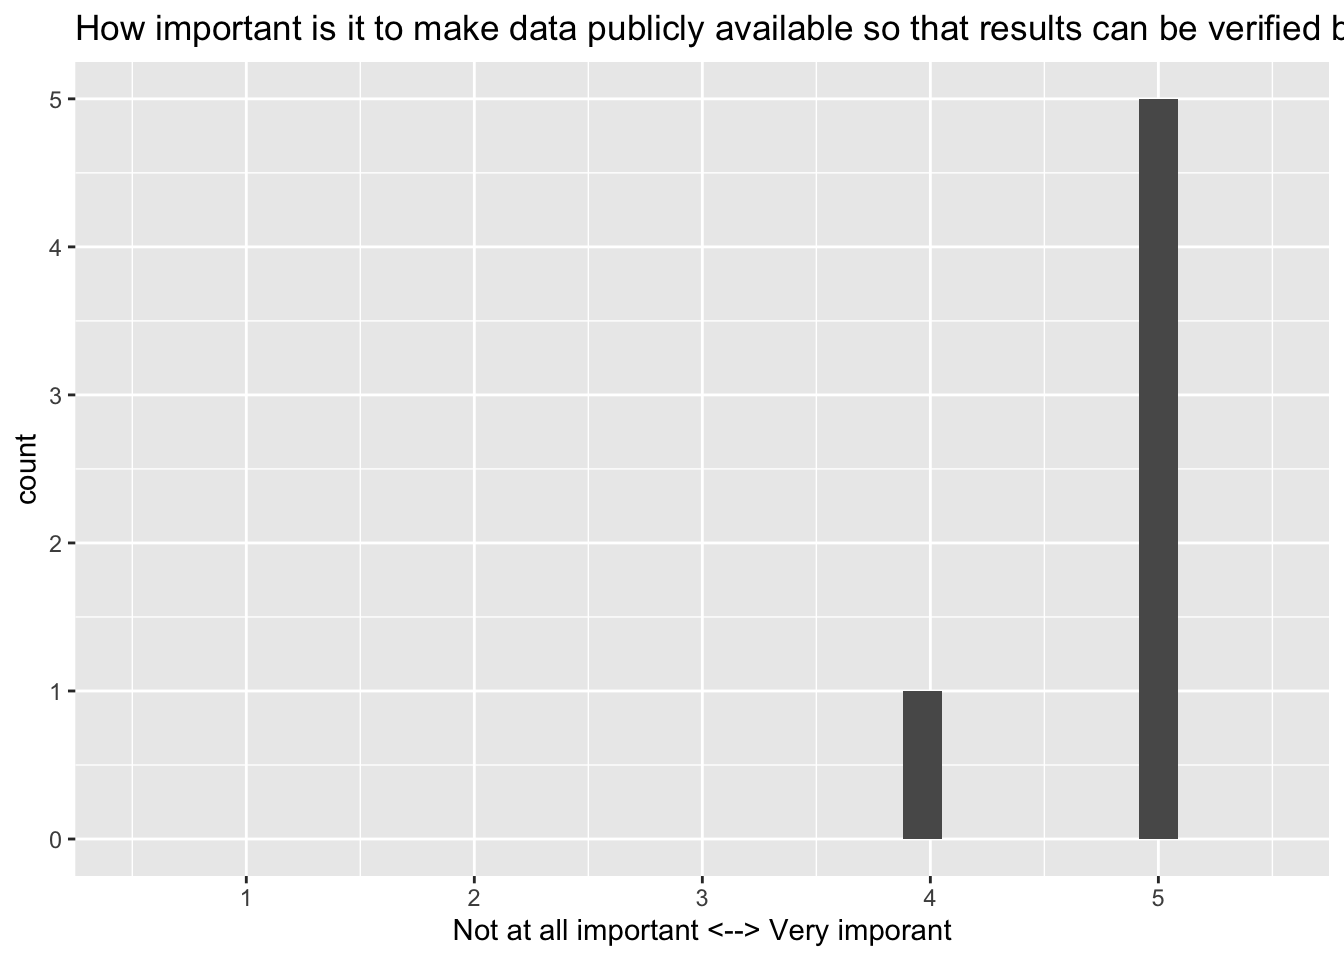 How important is it to make data publicly available so that results can be verified b
5
4
3
2
1
0
count
1 2 3 4 5
Not at all important <--> Very imporant